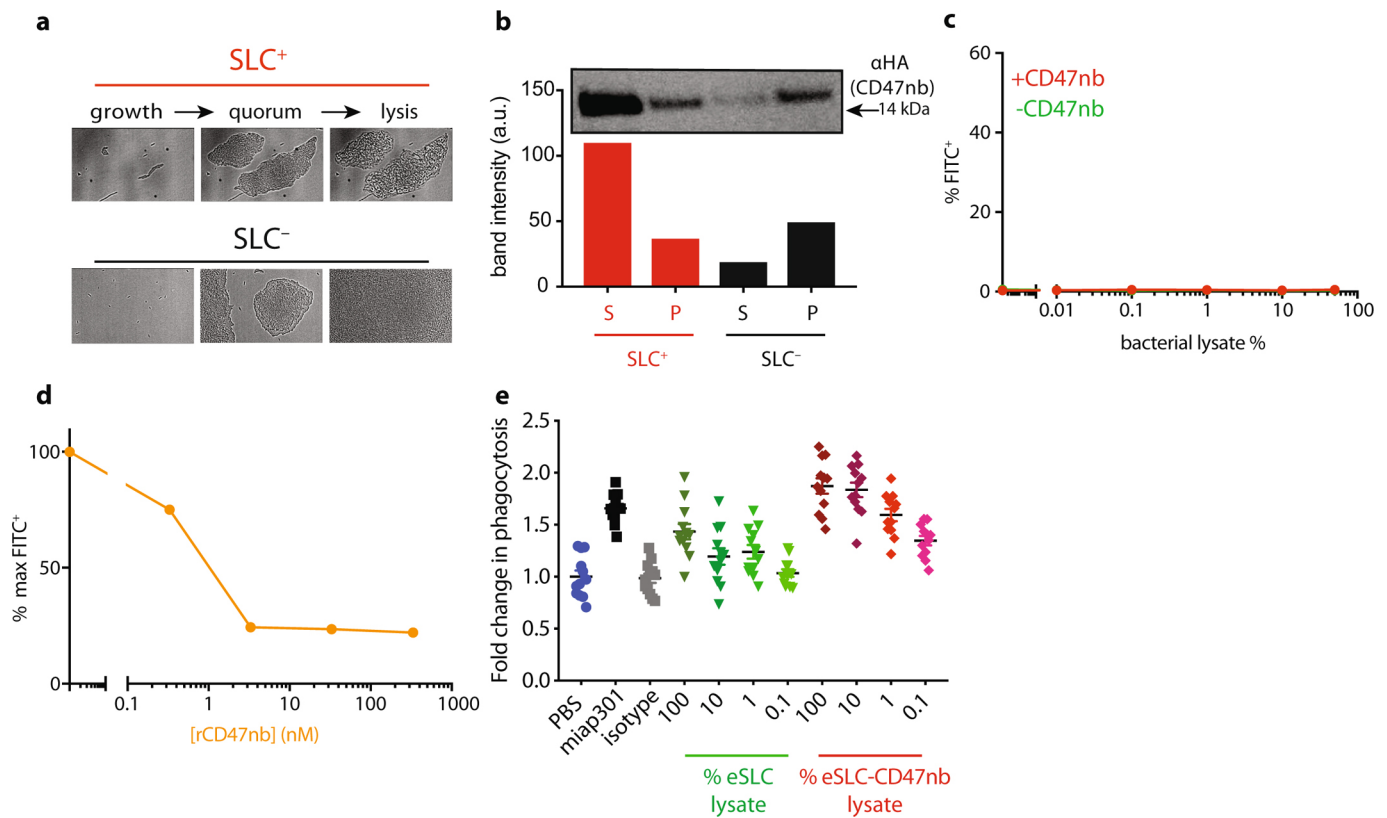 a
SLC⁺
growth quorum lysis
SLC⁻
b
αHA
(CD47nb)
14 kDa
band intensity (a.u.)
150
100
50
0
S P S P
SLC⁺ SLC⁻
c
+CD47nb
-CD47nb
% FITC⁺
60
40
20
0
0.01 0.1 1 10 100
bacterial lysate %
d
% max FITC⁺
100
50
0
0.1 1 10 100 1000
[rCD47nb] (nM)
e
Fold change in phagocytosis
2.5
2.0
1.5
1.0
0.5
0.0
PBS miap301 isotype 100 10 1 0.1 100 10 1 0.1
% eSLC % eSLC-CD47nb
lysate lysate